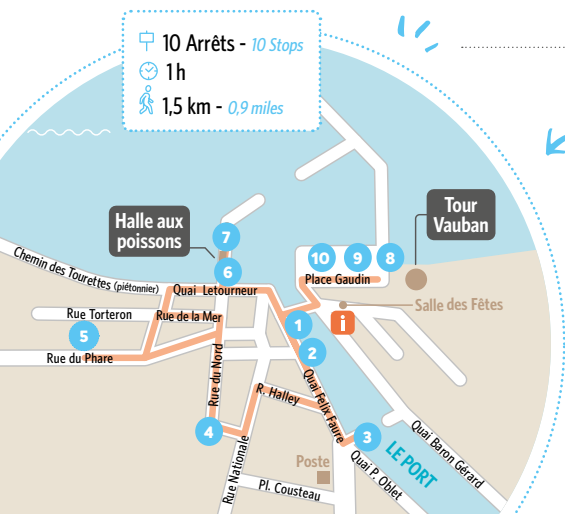 10 Arrêts - 10 Stops
1 h
1,5 km - 0,9 miles
Halle aux
poissons
7
6
Tour
Vauban
10
9
8
Place Gaudin
Chemin des Tourettes (piétonnier)
Quai Letourneur
Salle des Fêtes
Rue Torteron
Rue de la Mer
1
i
5
2
Rue du Phare
Rue du Nord
Quai Felix Faure
R. Halley
4
3
Quai Baron Gérard
LE PORT
Rue Nationale
Poste
Quai P. Oblet
Pl. Cousteau